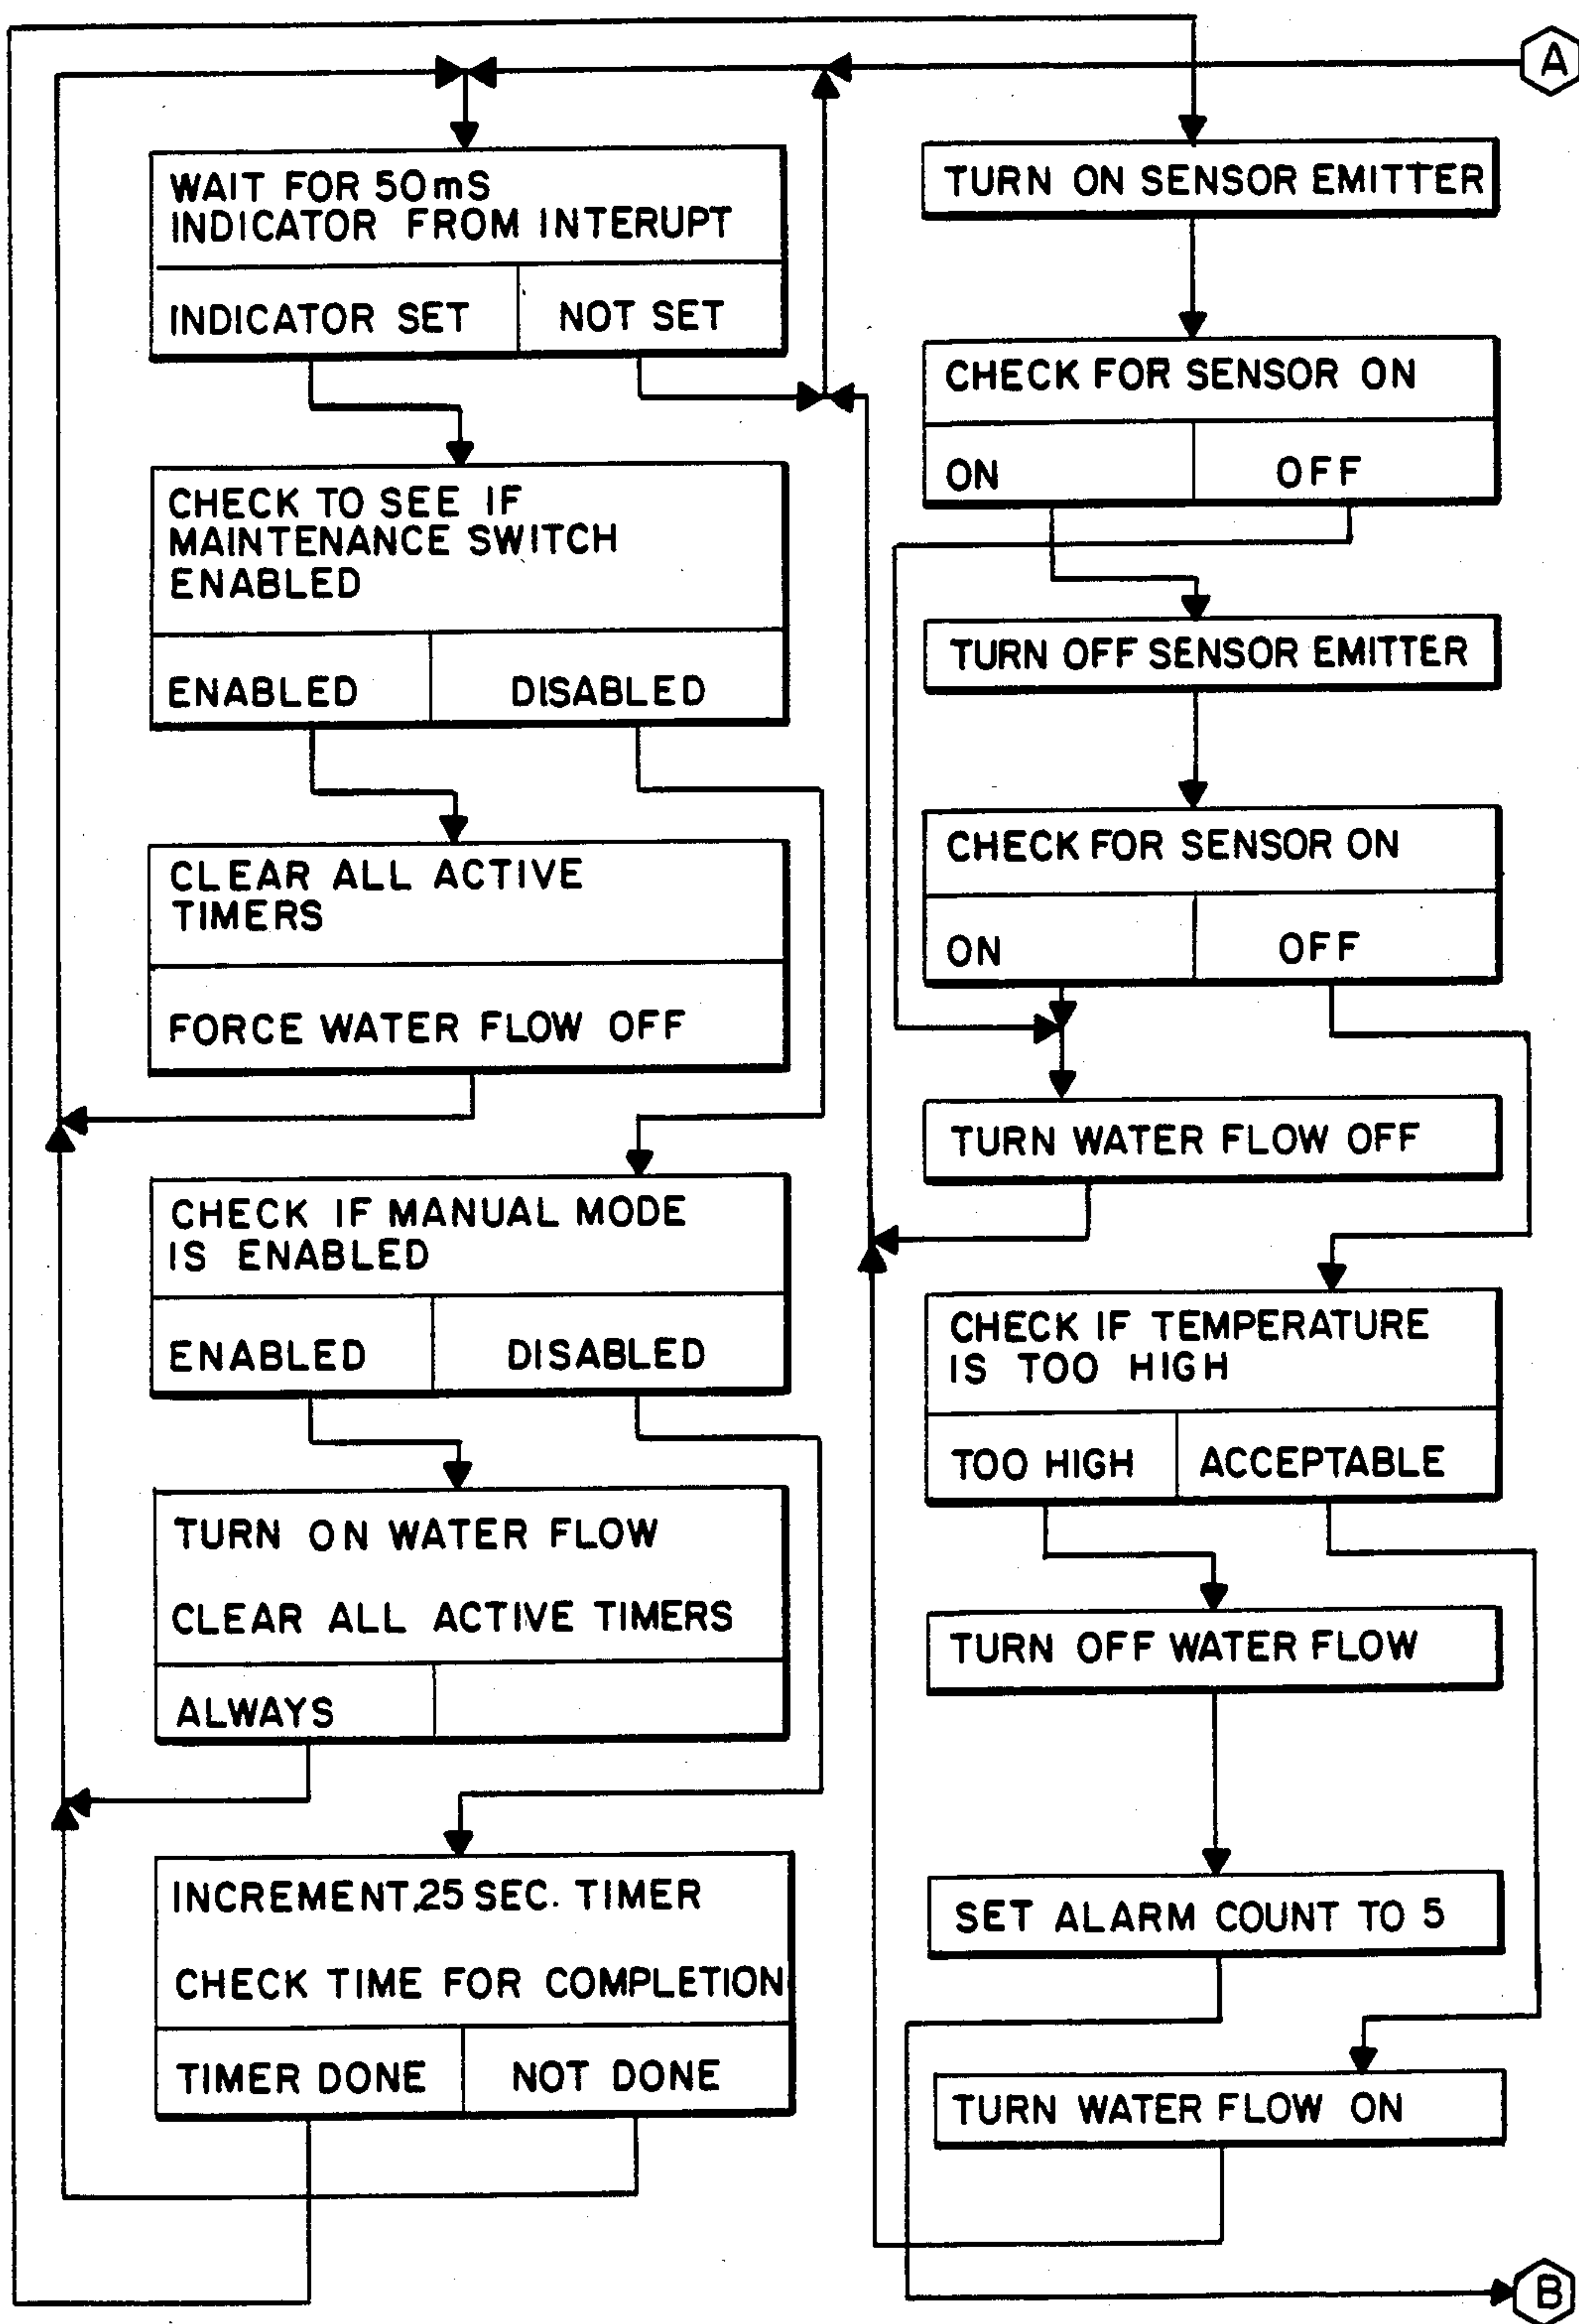 A
WAIT FOR 50mS
INDICATOR FROM INTERUPT
INDICATOR SET
NOT SET
CHECK TO SEE IF
MAINTENANCE SWITCH
ENABLED
ENABLED
DISABLED
CLEAR ALL ACTIVE
TIMERS
FORCE WATER FLOW OFF
CHECK IF MANUAL MODE
IS ENABLED
ENABLED
DISABLED
TURN ON WATER FLOW
CLEAR ALL ACTIVE TIMERS
ALWAYS
INCREMENT .25 SEC. TIMER
CHECK TIME FOR COMPLETION
TIMER DONE
NOT DONE
TURN ON SENSOR EMITTER
CHECK FOR SENSOR ON
ON
OFF
TURN OFF SENSOR EMITTER
CHECK FOR SENSOR ON
ON
OFF
TURN WATER FLOW OFF
CHECK IF TEMPERATURE
IS TOO HIGH
TOO HIGH
ACCEPTABLE
TURN OFF WATER FLOW
SET ALARM COUNT TO 5
TURN WATER FLOW ON
B